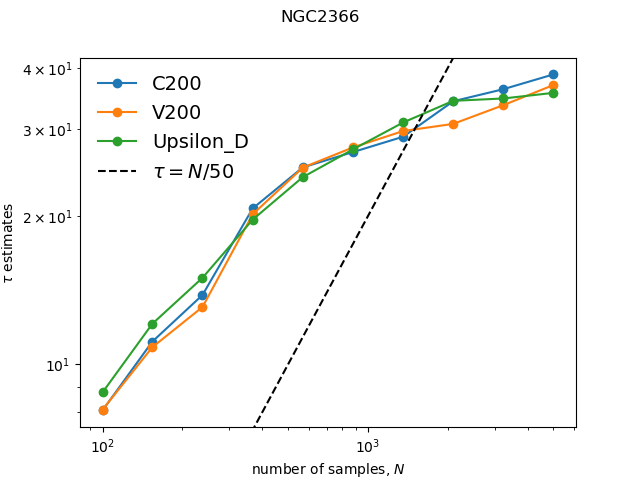 NGC2366
C200
V200
Upsilon_D
τ = N/50
4 × 10¹
3 × 10¹
2 × 10¹
10¹
τ estimates
10² 10³
number of samples, N